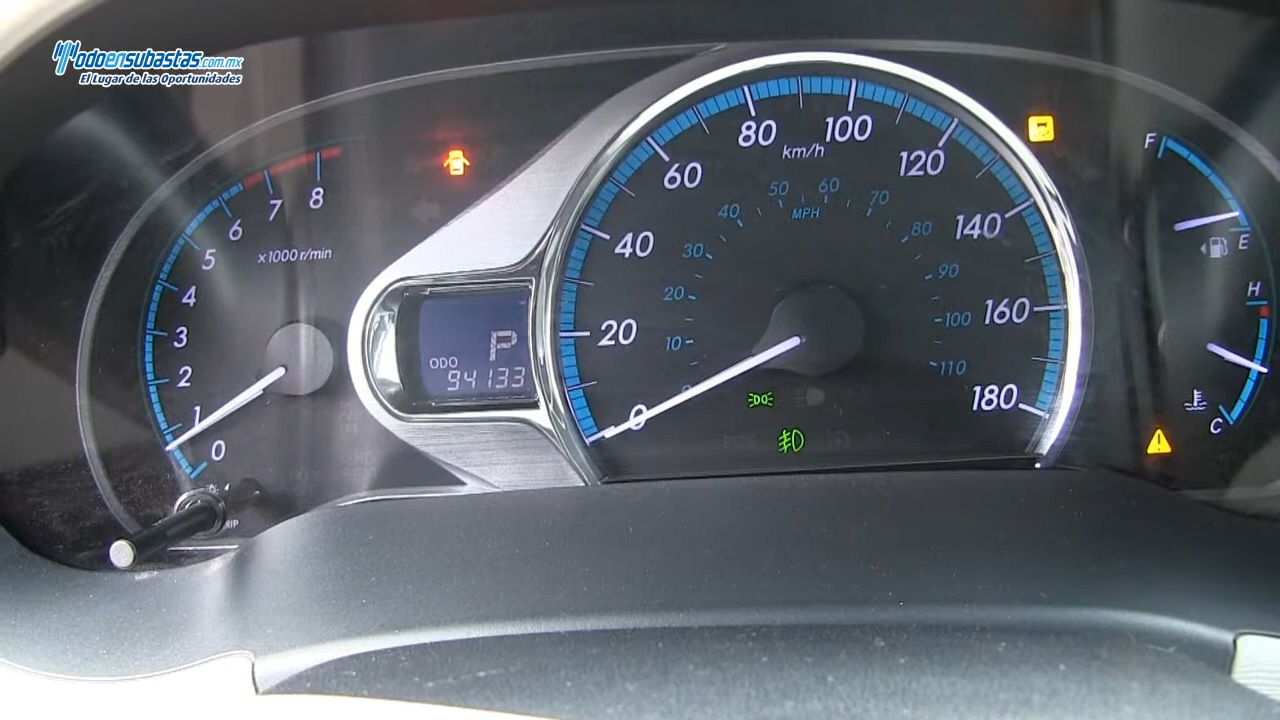 odoensubastas.com.mx
El Lugar de las Oportunidades
8
7
6
5
4
3
2
1
0
x1000 r/min
P
ODO
94133
0
20
40
60
80
100
120
140
160
180
km/h
MPH
0
10
20
30
40
50
60
70
80
90
100
110
F
E
H
C